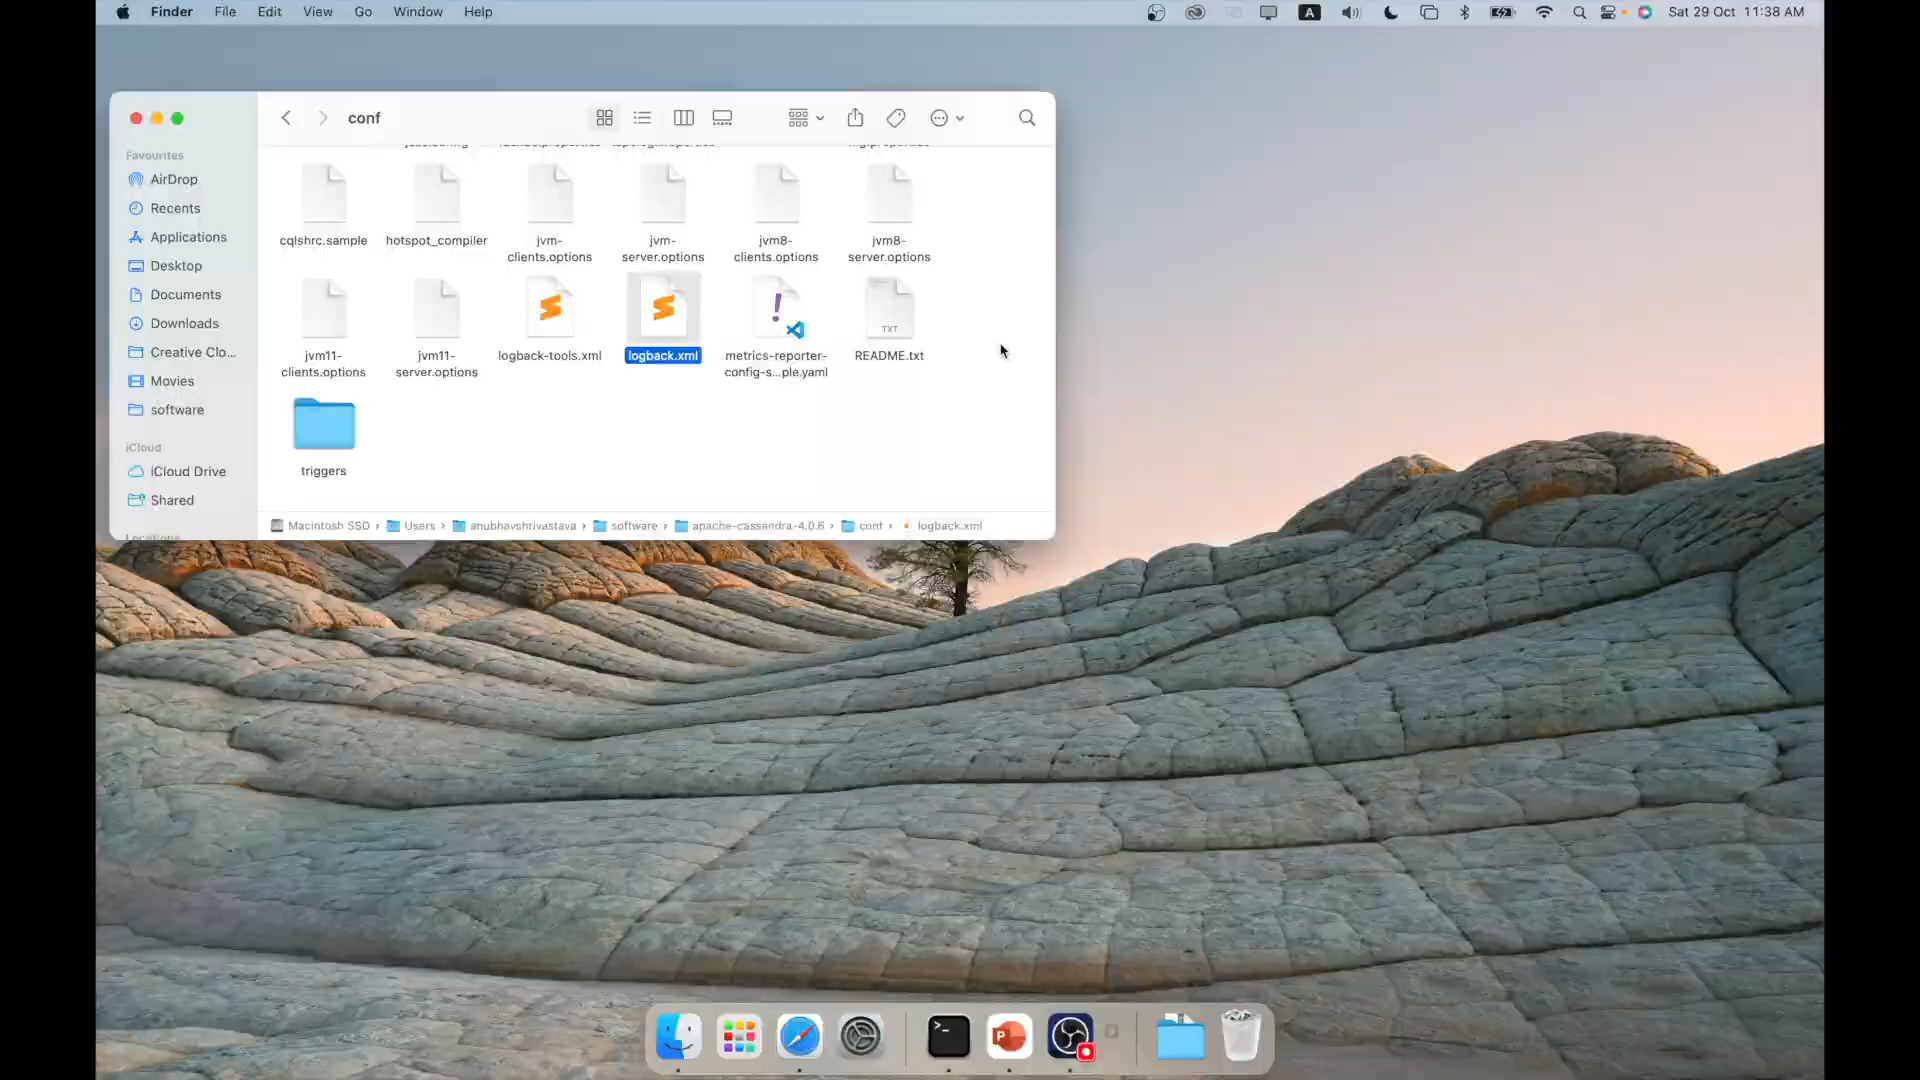 Finder File Edit View Go Window Help
A
Sat 29 Oct 11:38 AM
conf
Favourites
AirDrop
Recents
Applications
Desktop
Documents
Downloads
Creative Clo...
Movies
software
iCloud
iCloud Drive
Shared
Locations
cqlshrc.sample
hotspot_compiler
jvm-
clients.options
jvm-
server.options
jvm8-
clients.options
jvm8-
server.options
jvm11-
clients.options
jvm11-
server.options
logback-tools.xml
logback.xml
metrics-reporter-
config-s...ple.yaml
TXT
README.txt
triggers
Macintosh SSD › Users › anubhavshrivastava › software › apache-cassandra-4.0.6 › conf › logback.xml